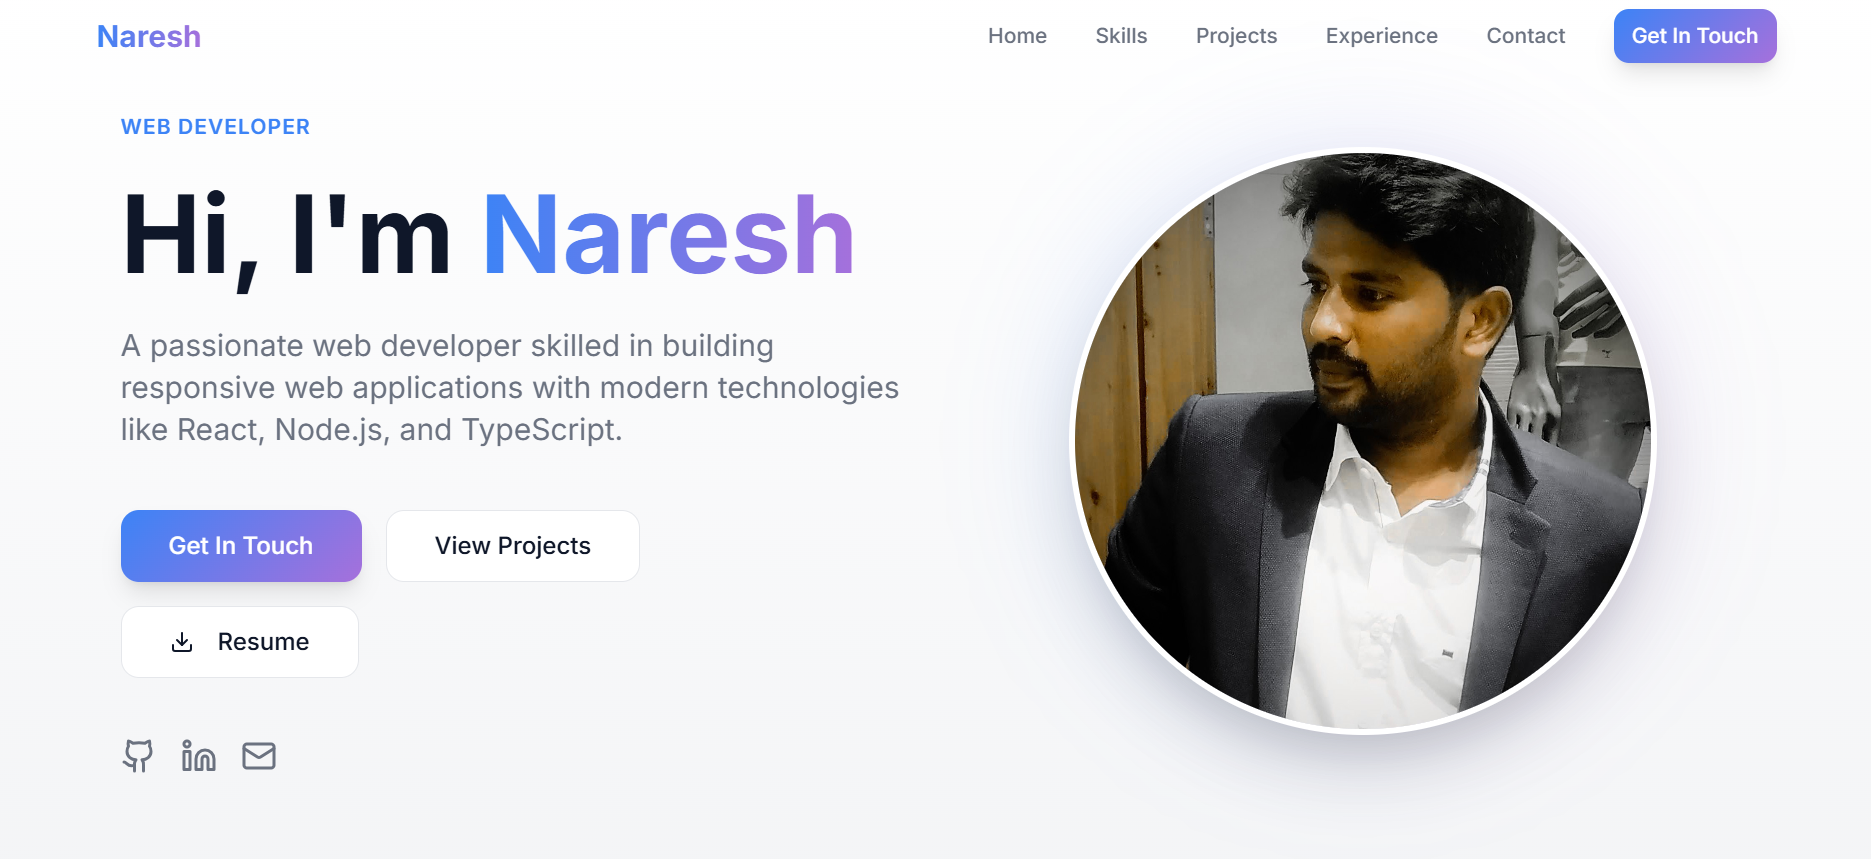 Naresh
Home
Skills
Projects
Experience
Contact
Get In Touch
WEB DEVELOPER
Hi, I'm Naresh
A passionate web developer skilled in building
responsive web applications with modern technologies
like React, Node.js, and TypeScript.
Get In Touch
View Projects
Resume